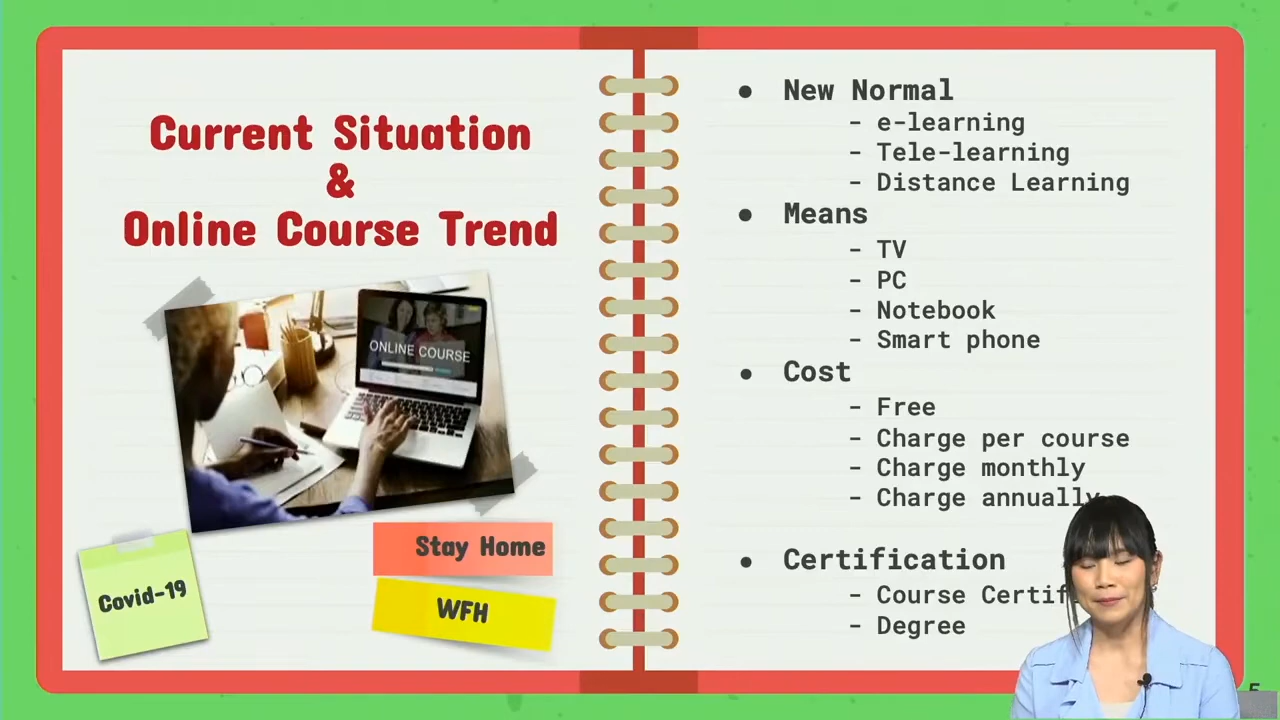 Current Situation
&
Online Course Trend
ONLINE COURSE
Covid-19
Stay Home
WFH
● New Normal
- e-learning
- Tele-learning
- Distance Learning
● Means
- TV
- PC
- Notebook
- Smart phone
● Cost
- Free
- Charge per course
- Charge monthly
- Charge annually
● Certification
- Course
- Degree